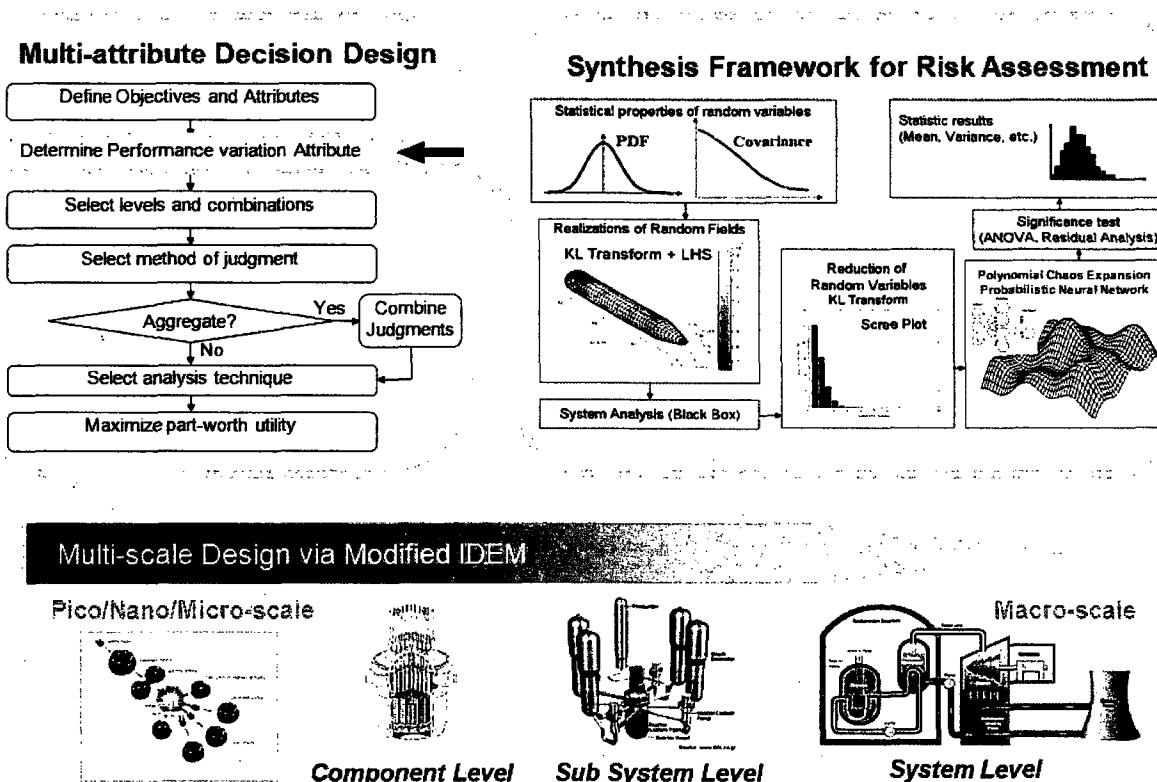 Multi-attribute Decision Design
Define Objectives and Attributes
Determine Performance variation Attribute
Select levels and combinations
Select method of judgment
Aggregate?
Yes
Combine
Judgments
No
Select analysis technique
Maximize part-worth utility
Synthesis Framework for Risk Assessment
Statistical properties of random variables
PDF
Covariance
Realizations of Random Fields
KL Transform + LHS
System Analysis (Black Box)
Reduction of
Random Variables
KL Transform
Scree Plot
Polynomial Chaos Expansion
Probabilistic Neural Network
Significance test
(ANOVA, Residual Analysis)
Statistic results
(Mean, Variance, etc.)
Multi-scale Design via Modified IDEM
Pico/Nano/Micro-scale
Macro-scale
Component Level
Sub System Level
System Level